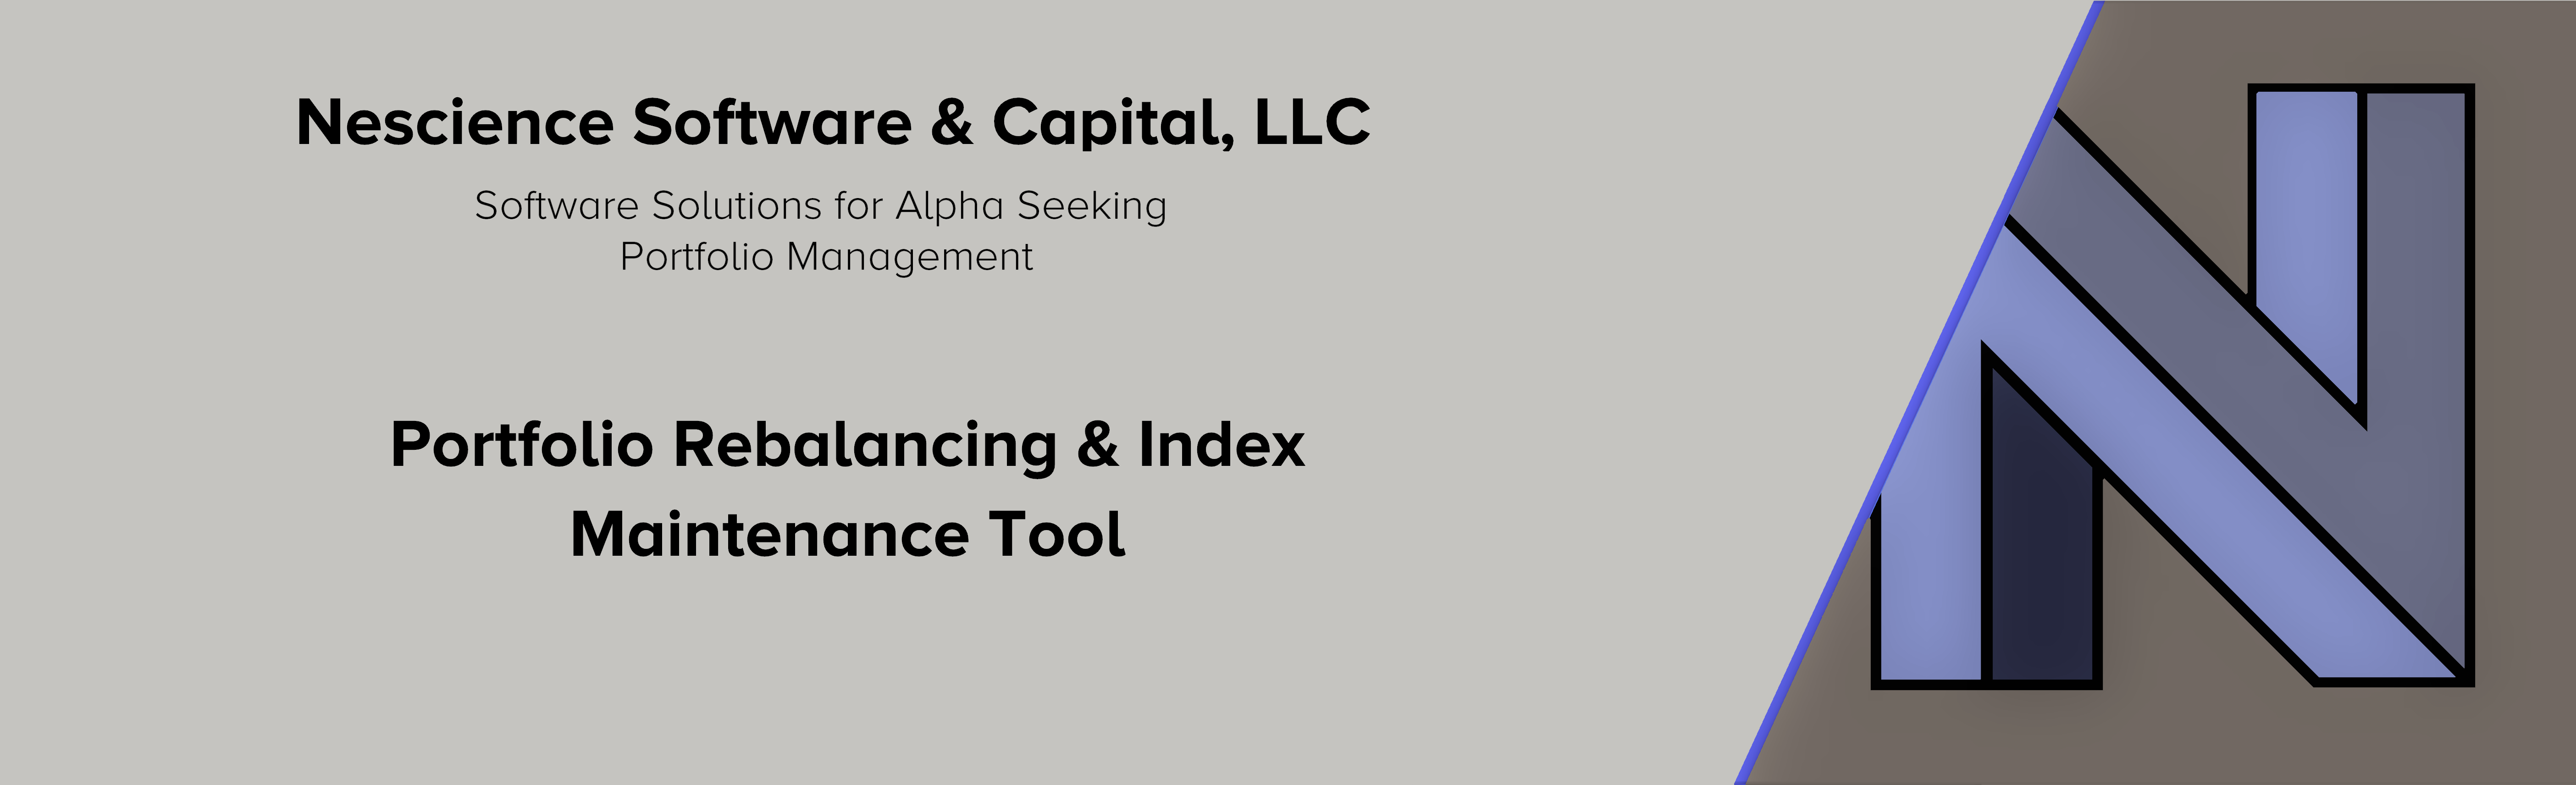 Nescience Software & Capital, LLC
Software Solutions for Alpha Seeking
Portfolio Management
Portfolio Rebalancing & Index
Maintenance Tool